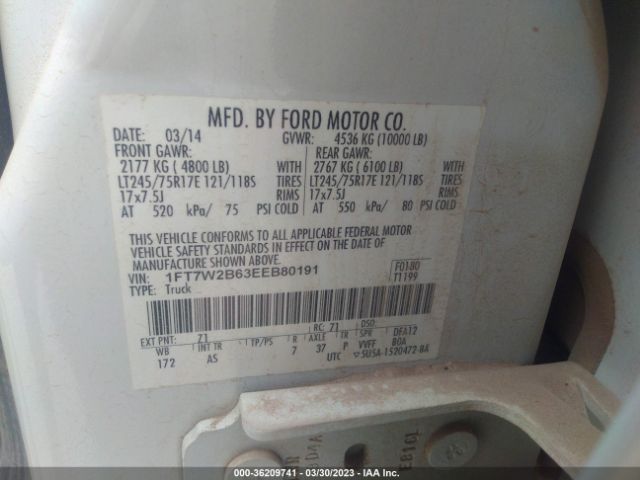 MFD. BY FORD MOTOR CO.
DATE: 03/14 GVWR: 4536 KG (10000 LB)
FRONT GAWR: REAR GAWR:
2177 KG ( 4800 LB) WITH 2767 KG ( 6100 LB) WITH
LT245/75R17E 121/118S TIRES LT245/75R17E 121/118S TIRES
17x7.5J RIMS 17x7.5J RIMS
AT 520 kPa/ 75 PSI COLD AT 550 kPa/ 80 PSI COLD
THIS VEHICLE CONFORMS TO ALL APPLICABLE FEDERAL MOTOR
VEHICLE SAFETY STANDARDS IN EFFECT ON THE DATE OF
MANUFACTURE SHOWN ABOVE.
VIN: 1FT7W2B63EEB80191 F0180
TYPE: Truck T1199
EXT PNT: Z1 RC: 71 DSO:
WB INT TR TP/PS R AXLE TR SPR DFA12
172 AS 7 37 P VVFF BOA
UTC 5U5A-1520472-BA
000-36209741 - 03/30/2023 - IAA Inc.